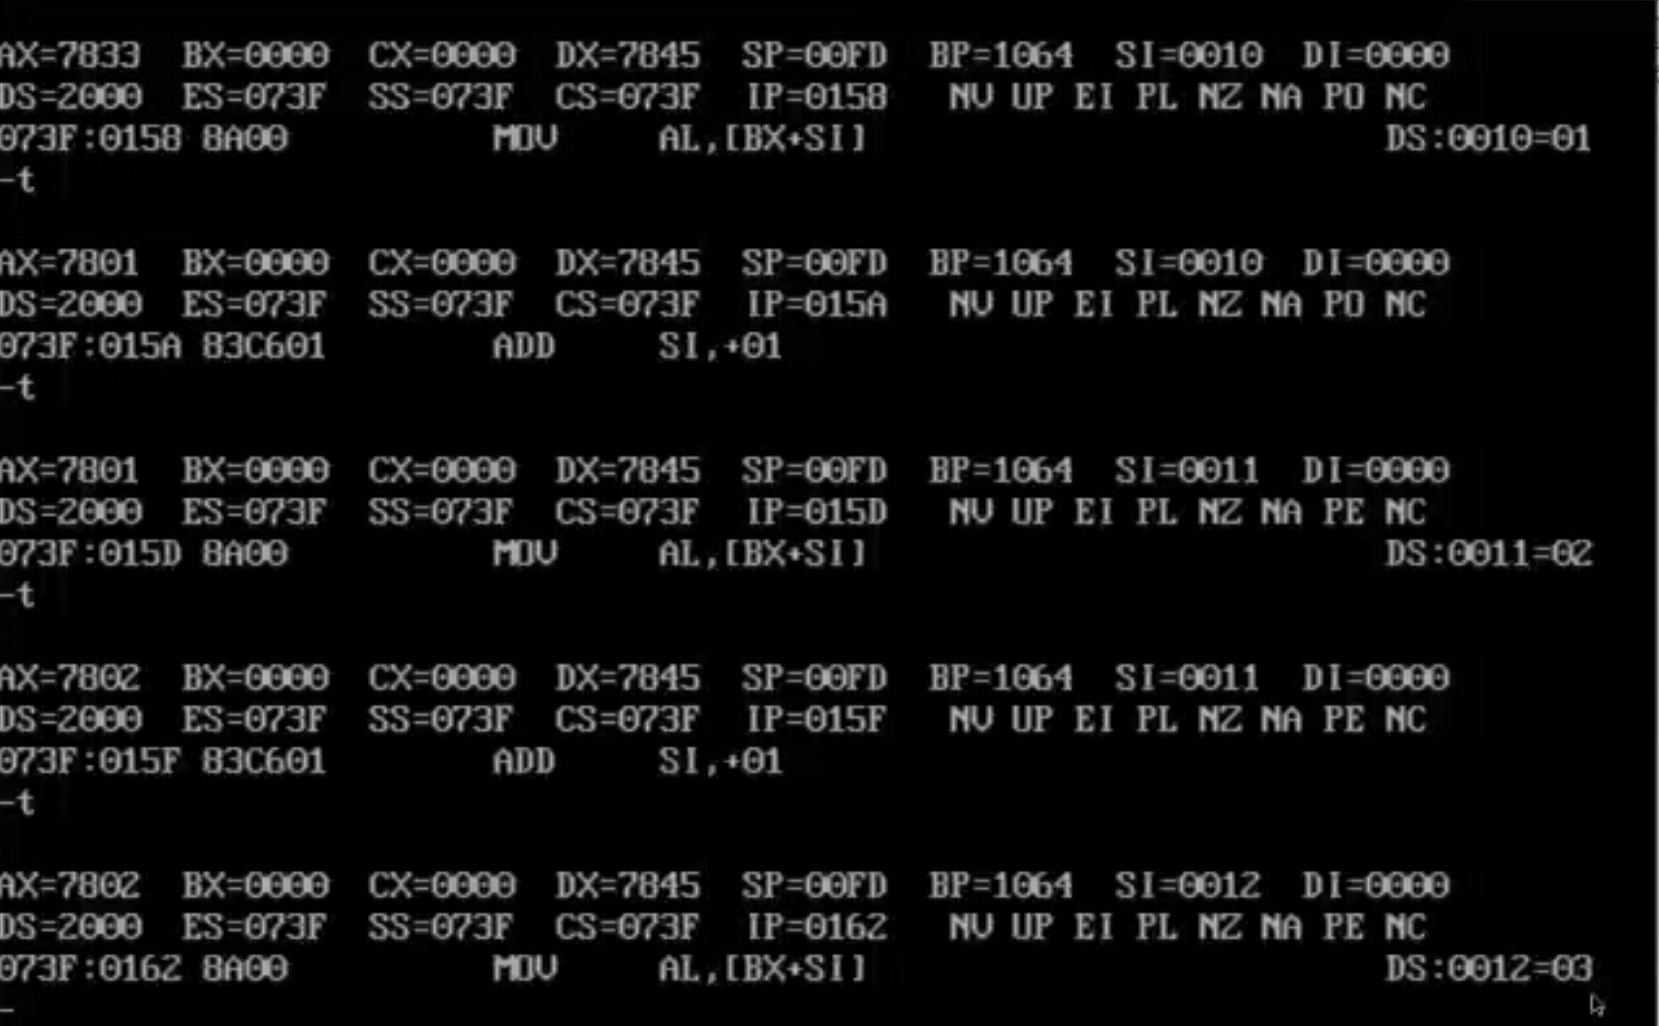 AX=7833 BX=0000 CX=0000 DX=7845 SP=00FD BP=1064 SI=0010 DI=0000
DS=2000 ES=073F SS=073F CS=073F IP=0158 NV UP EI PL NZ NA PO NC
073F:0158 8A00 MOV AL,[BX+SI] DS:0010=01
-t
AX=7801 BX=0000 CX=0000 DX=7845 SP=00FD BP=1064 SI=0010 DI=0000
DS=2000 ES=073F SS=073F CS=073F IP=015A NV UP EI PL NZ NA PO NC
073F:015A 83C601 ADD SI,+01
-t
AX=7801 BX=0000 CX=0000 DX=7845 SP=00FD BP=1064 SI=0011 DI=0000
DS=2000 ES=073F SS=073F CS=073F IP=015D NV UP EI PL NZ NA PE NC
073F:015D 8A00 MOV AL,[BX+SI] DS:0011=02
-t
AX=7802 BX=0000 CX=0000 DX=7845 SP=00FD BP=1064 SI=0011 DI=0000
DS=2000 ES=073F SS=073F CS=073F IP=015F NV UP EI PL NZ NA PE NC
073F:015F 83C601 ADD SI,+01
-t
AX=7802 BX=0000 CX=0000 DX=7845 SP=00FD BP=1064 SI=0012 DI=0000
DS=2000 ES=073F SS=073F CS=073F IP=0162 NV UP EI PL NZ NA PE NC
073F:0162 8A00 MOV AL,[BX+SI] DS:0012=03
-